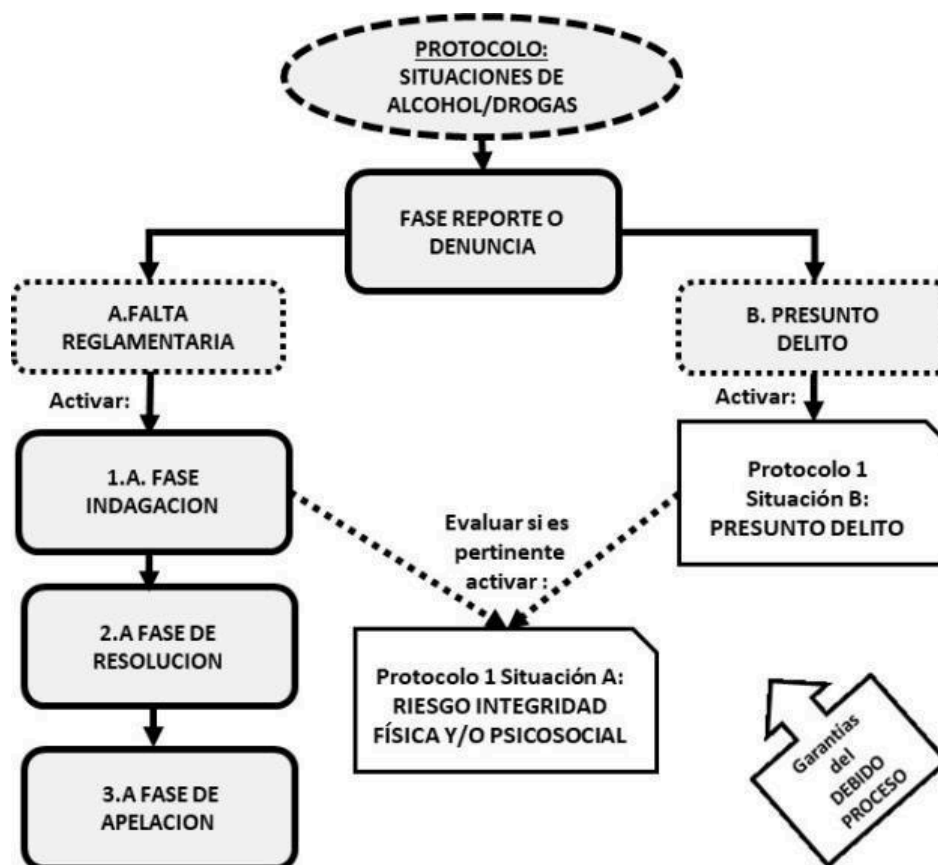 PROTOCOLO:
SITUACIONES DE
ALCOHOL/DROGAS
FASE REPORTE O
DENUNCIA
A.FALTA
REGLAMENTARIA
B. PRESUNTO
DELITO
Activar:
Activar:
1.A. FASE
INDAGACION
Protocolo 1
Situación B:
PRESUNTO DELITO
Evaluar si es
pertinente
activar :
2.A FASE DE
RESOLUCION
Protocolo 1 Situación A:
RIESGO INTEGRIDAD
FÍSICA Y/O PSICOSOCIAL
Garantías
del
DEBIDO
PROCESO
3.A FASE DE
APELACION